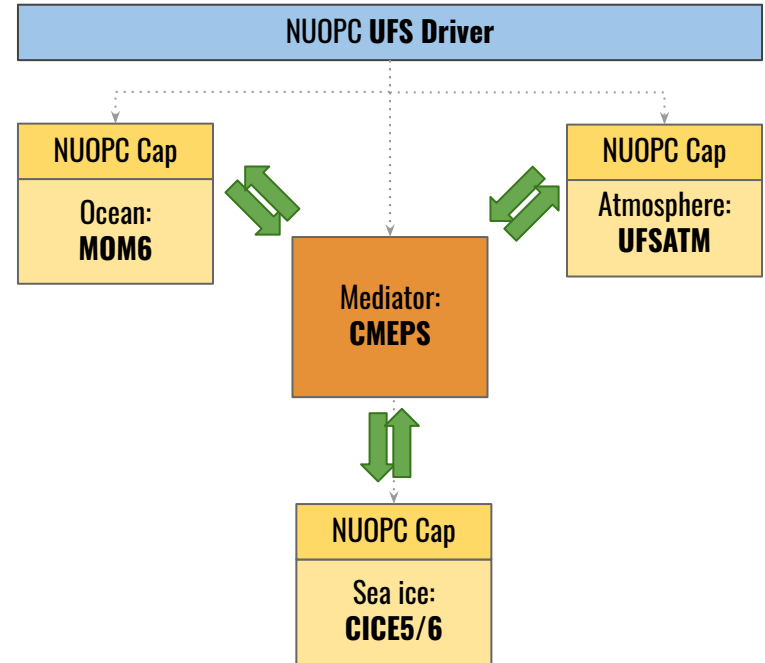 NUOPC UFS Driver
NUOPC Cap
Ocean:
MOM6
NUOPC Cap
Atmosphere:
UFSATM
Mediator:
CMEPS
NUOPC Cap
Sea ice:
CICE5/6